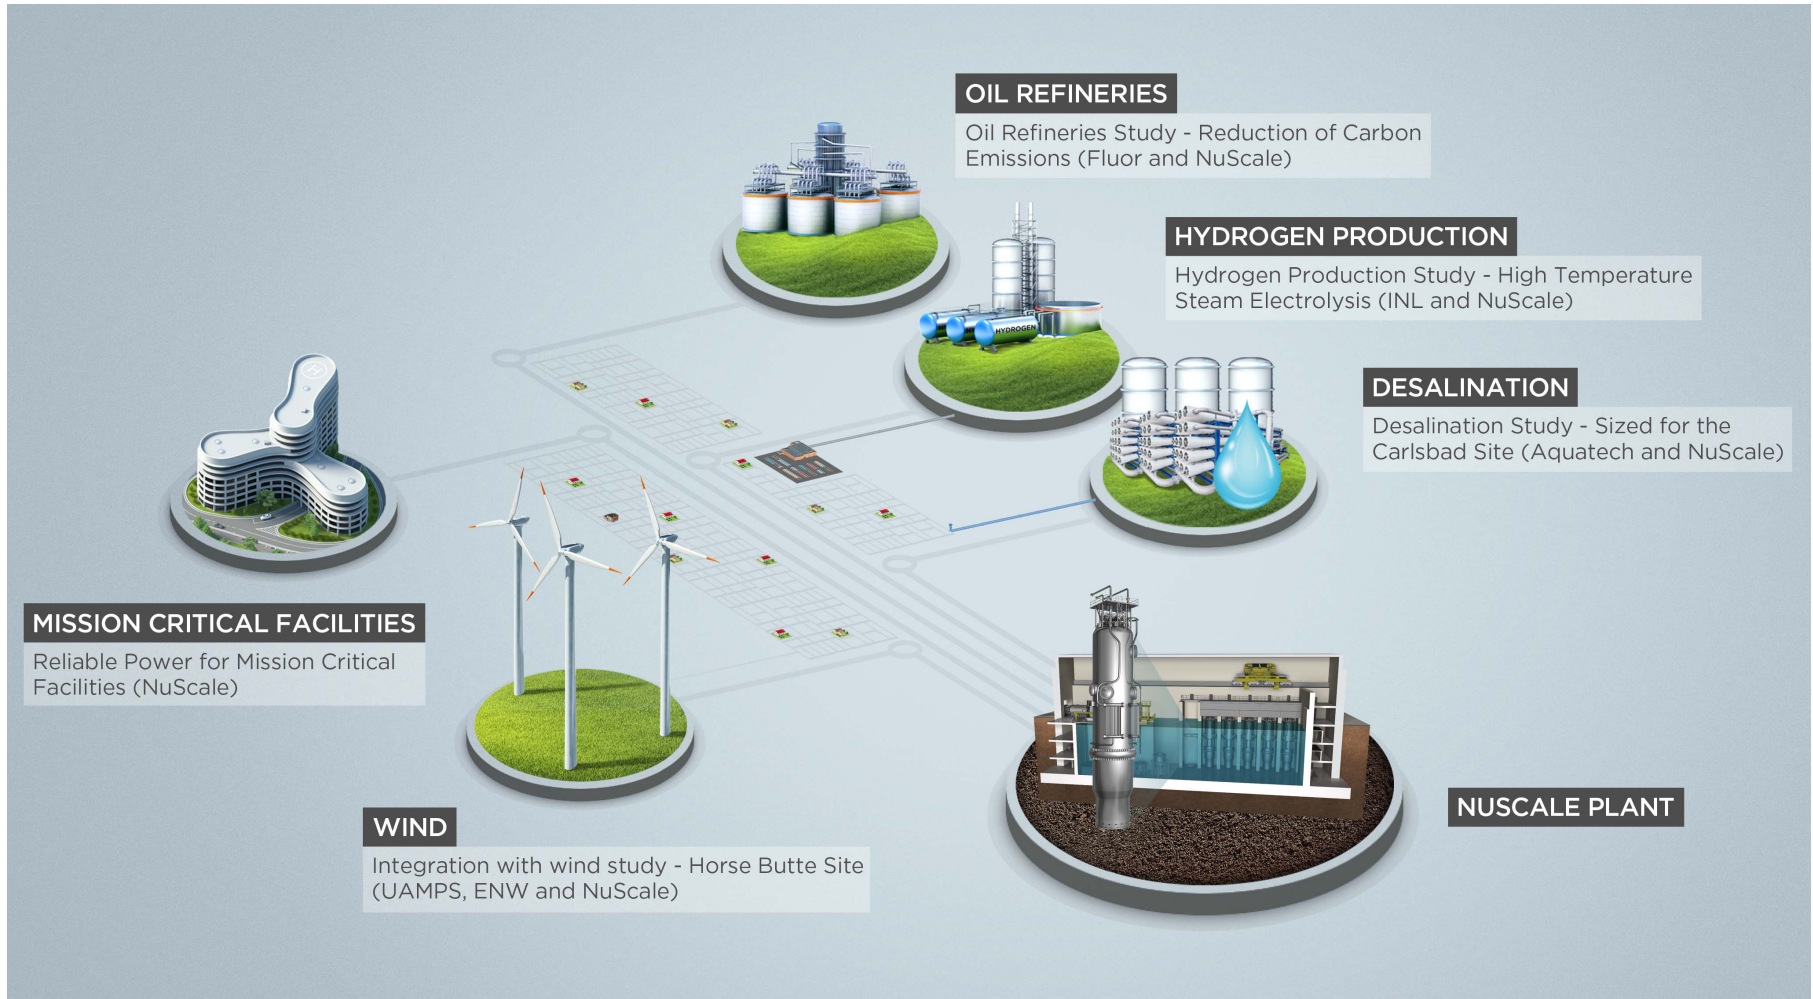 OIL REFINERIES
Oil Refineries Study - Reduction of Carbon
Emissions (Fluor and NuScale)
HYDROGEN PRODUCTION
Hydrogen Production Study - High Temperature
Steam Electrolysis (INL and NuScale)
HYDROGEN
DESALINATION
Desalination Study - Sized for the
Carlsbad Site (Aquatech and NuScale)
H
MISSION CRITICAL FACILITIES
Reliable Power for Mission Critical
Facilities (NuScale)
WIND
Integration with wind study - Horse Butte Site
(UAMPS, ENW and NuScale)
NUSCALE PLANT